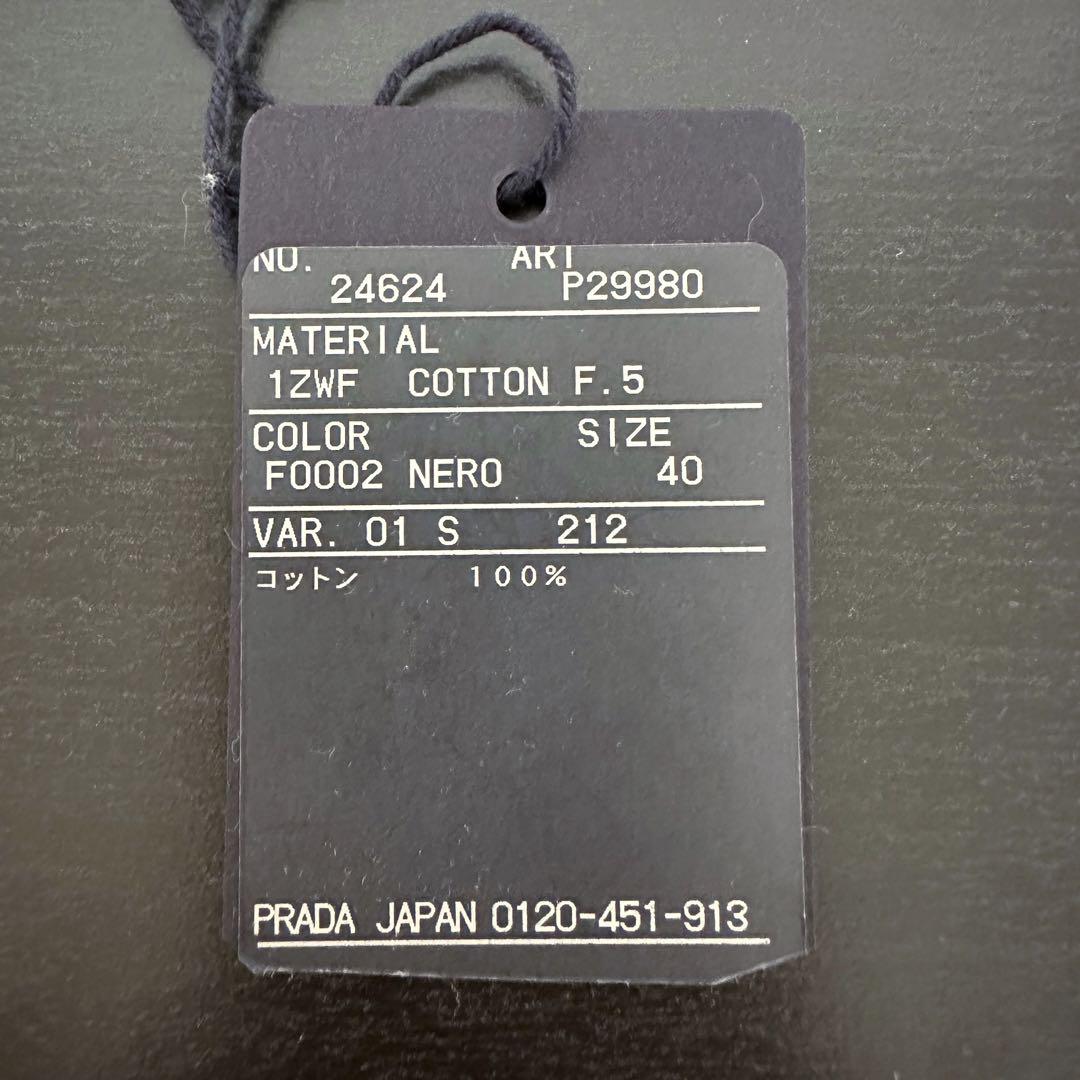 NO. ART
24624 P29980
MATERIAL
1ZWF COTTON F.5
COLOR SIZE
F0002 NERO 40
VAR. 01 S 212
コットン 100%
PRADA JAPAN 0120-451-913